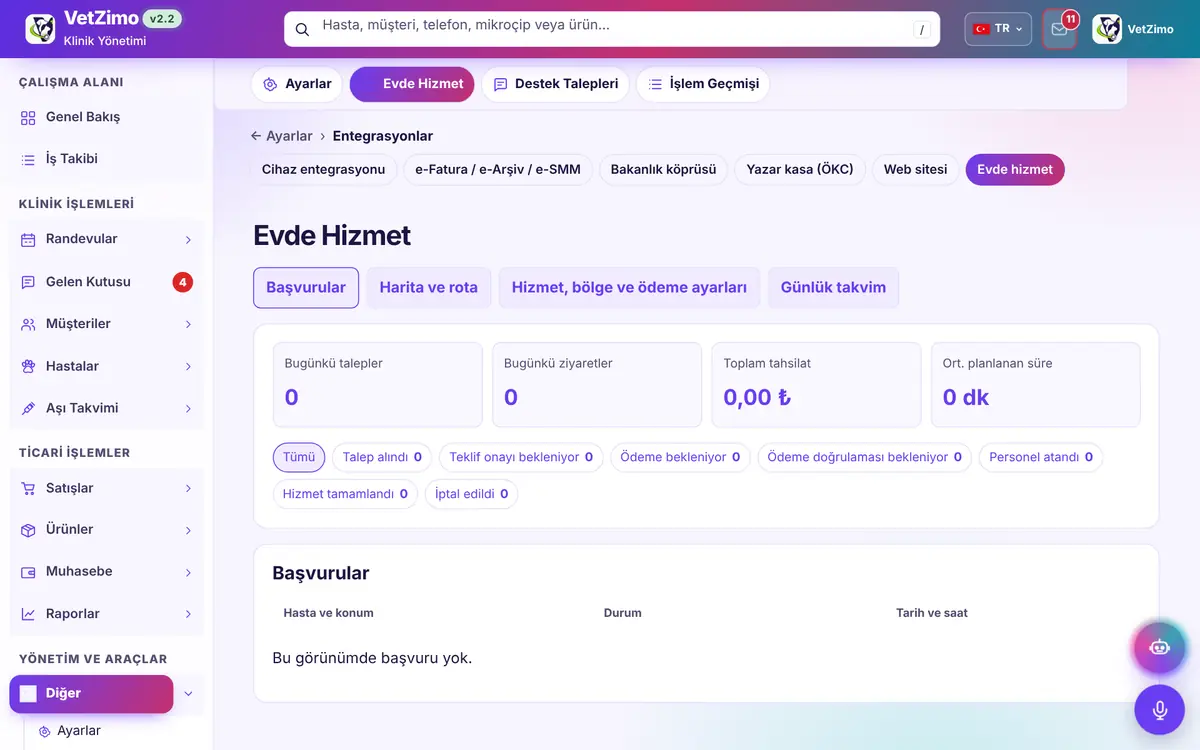 VetZimo v2.2
Klinik Yönetimi
Hasta, müşteri, telefon, mikroçip veya ürün...
/
TR
11
VetZimo
ÇALIŞMA ALANI
Genel Bakış
İş Takibi
KLİNİK İŞLEMLERİ
Randevular
Gelen Kutusu 4
Müşteriler
Hastalar
Aşı Takvimi
TİCARİ İŞLEMLER
Satışlar
Ürünler
Muhasebe
Raporlar
YÖNETİM VE ARAÇLAR
Diğer
Ayarlar
Ayarlar
Evde Hizmet
Destek Talepleri
İşlem Geçmişi
← Ayarlar › Entegrasyonlar
Cihaz entegrasyonu
e-Fatura / e-Arşiv / e-SMM
Bakanlık köprüsü
Yazar kasa (ÖKC)
Web sitesi
Evde hizmet
Evde Hizmet
Başvurular
Harita ve rota
Hizmet, bölge ve ödeme ayarları
Günlük takvim
Bugünkü talepler
0
Bugünkü ziyaretler
0
Toplam tahsilat
0,00 ₺
Ort. planlanan süre
0 dk
Tümü
Talep alındı 0
Teklif onayı bekleniyor 0
Ödeme bekleniyor 0
Ödeme doğrulaması bekleniyor 0
Personel atandı 0
Hizmet tamamlandı 0
İptal edildi 0
Başvurular
Hasta ve konum
Durum
Tarih ve saat
Bu görünümde başvuru yok.